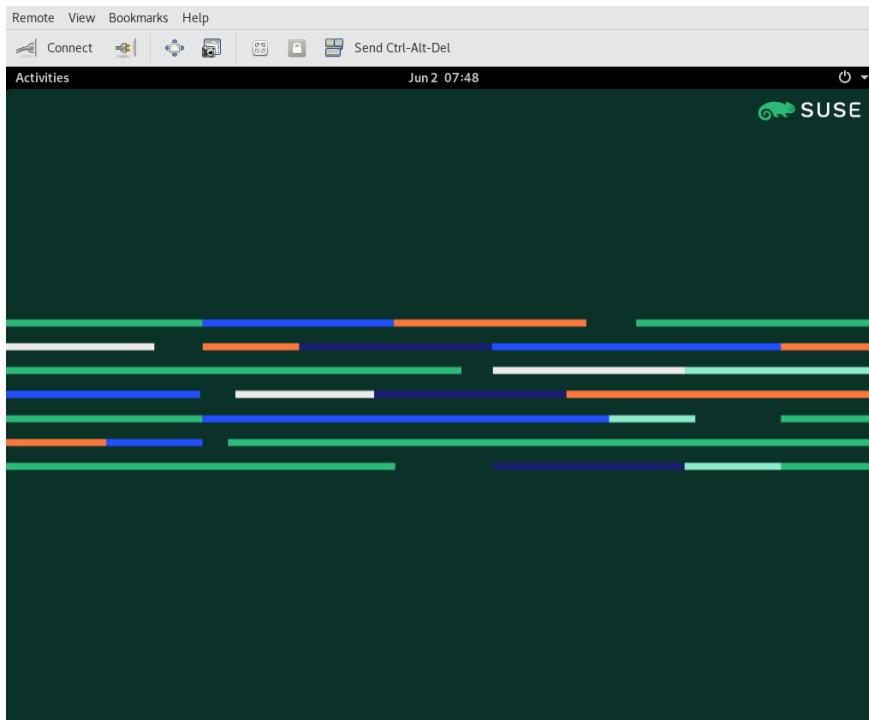 Remote View Bookmarks Help
Connect Send Ctrl-Alt-Del
Activities Jun 2 07:48
SUSE